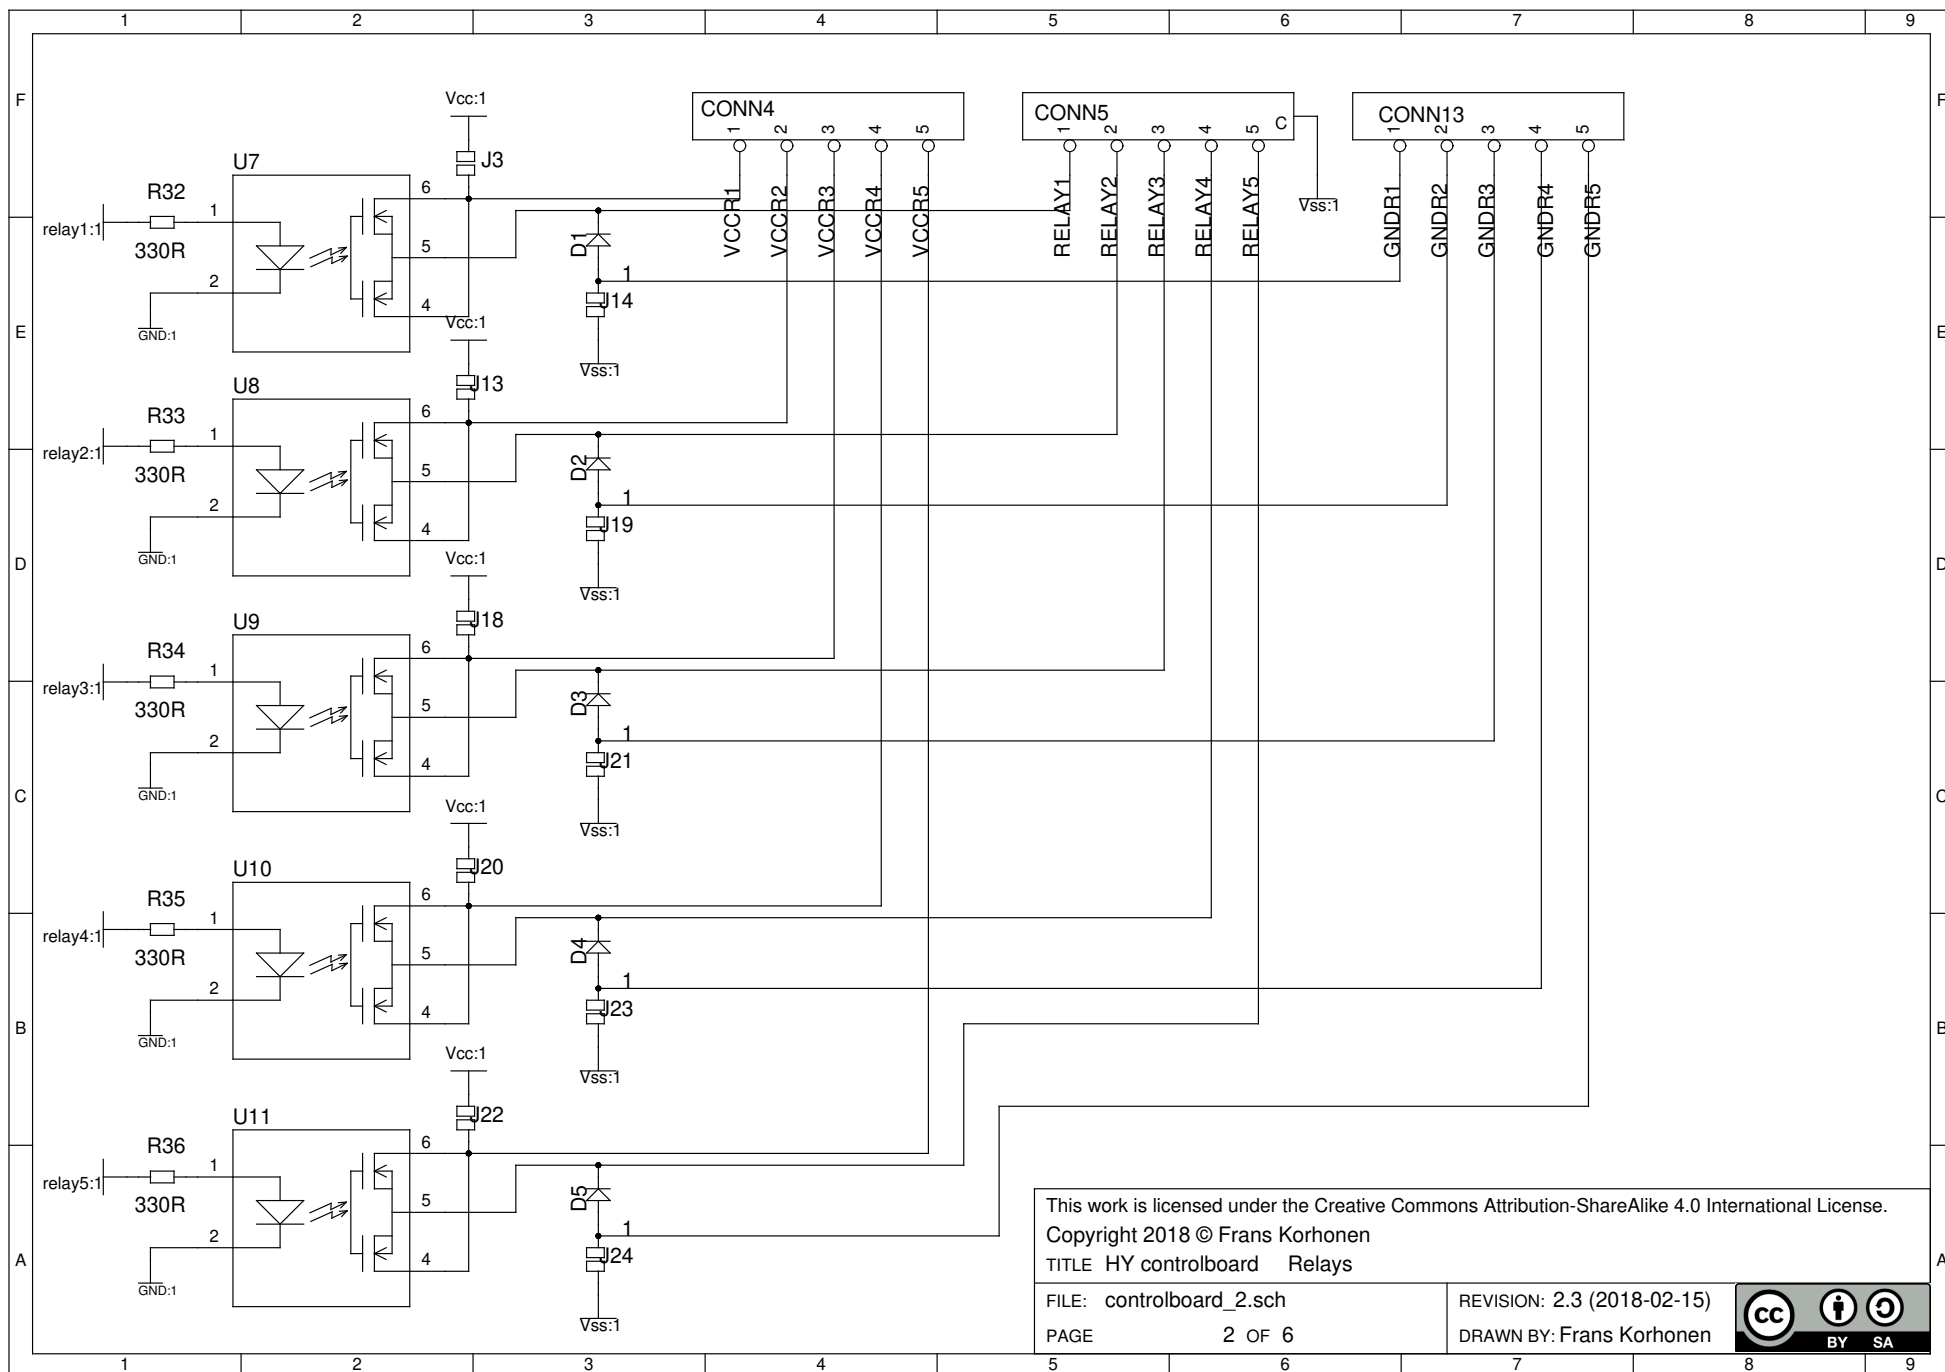 1 2 3 4 5 6 7 8 9
F F
Vcc:1
CONN4
1 2 3 4 5
CONN5
1 2 3 4 5 C
CONN13
1 2 3 4 5
U7
J3
R32
6
1
VCCR1 VCCR2 VCCR3 VCCR4 VCCR5
RELAY1 RELAY2 RELAY3 RELAY4 RELAY5
Vss:1
GNDR1 GNDR2 GNDR3 GNDR4 GNDR5
relay1:1
330R
5
D1
2
1
4
J14
GND:1
Vcc:1
E E
Vss:1
U8
J13
R33
6
1
relay2:1
330R
5
D2
2
1
4
J19
GND:1
Vcc:1
D D
Vss:1
U9
J18
R34
6
1
relay3:1
330R
5
D3
2
1
4
J21
GND:1
C C
Vcc:1
Vss:1
U10
J20
R35
6
1
relay4:1
330R
5
D4
2
1
4
J23
GND:1
B B
Vcc:1
Vss:1
U11
J22
R36
6
1
relay5:1
330R
5
D5
2
1
4
J24
GND:1
A A
Vss:1
This work is licensed under the Creative Commons Attribution-ShareAlike 4.0 International License.
Copyright 2018 © Frans Korhonen
TITLE HY controlboard Relays
FILE: controlboard_2.sch
REVISION: 2.3 (2018-02-15)
PAGE 2 OF 6
DRAWN BY: Frans Korhonen
cc
BY SA
1 2 3 4 5 6 7 8 9